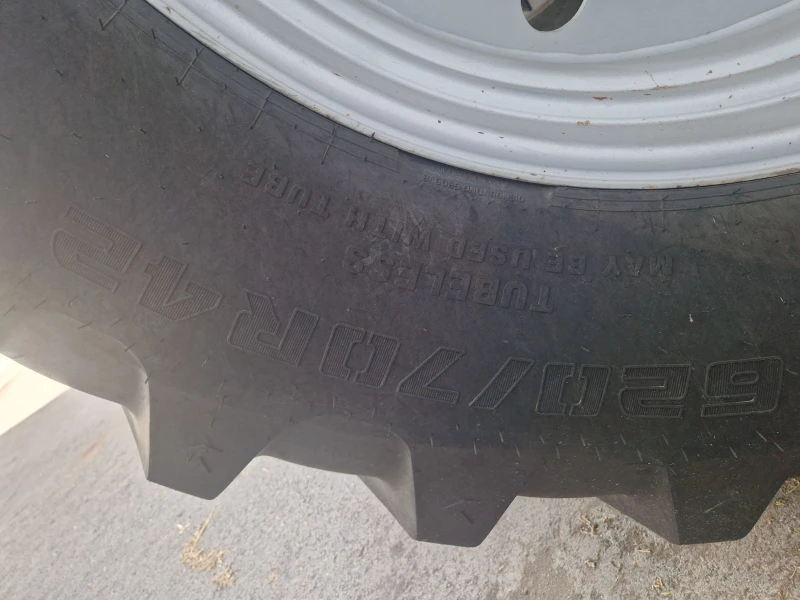 620/70R42
TUBELESS
MAY BE USED WITH TUBE